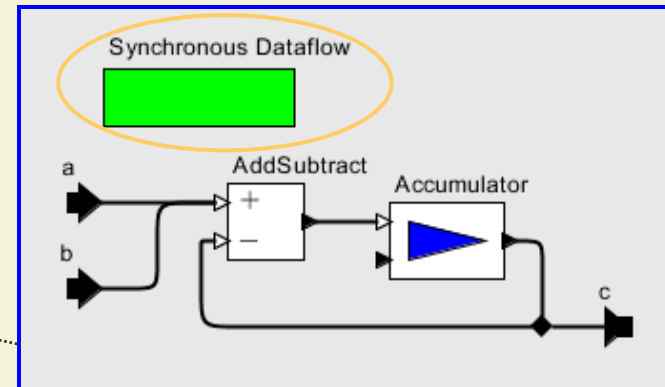 Synchronous Dataflow
a
AddSubtract
+
Accumulator
b
−
c